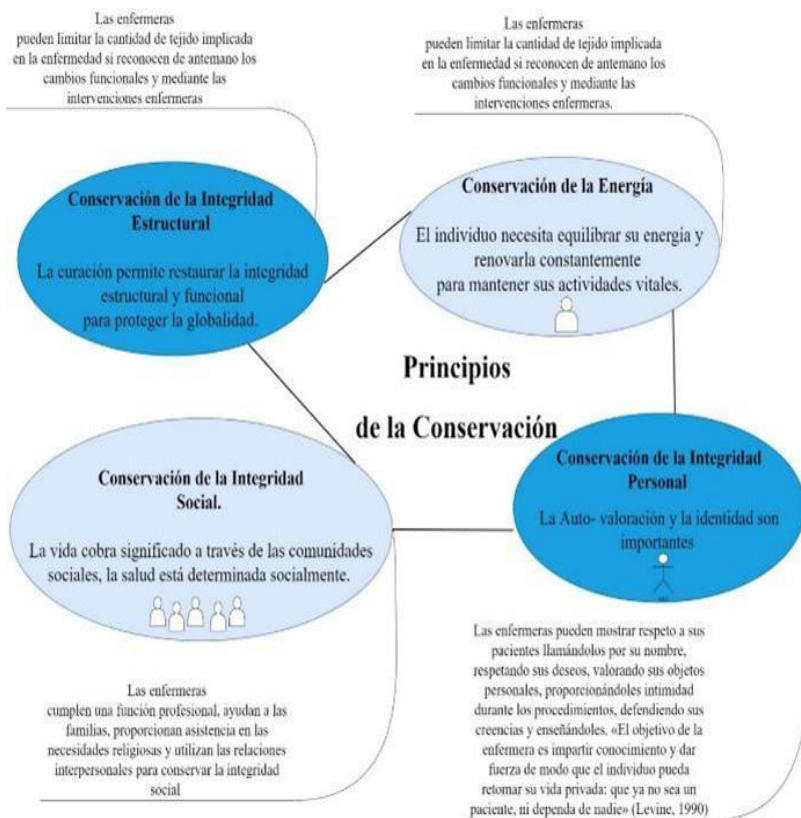 Las enfermeras
pueden limitar la cantidad de tejido implicada
en la enfermedad si reconocen de antemano los
cambios funcionales y mediante las
intervenciones enfermeras
Las enfermeras
pueden limitar la cantidad de tejido implicada
en la enfermedad si reconocen de antemano los
cambios funcionales y mediante las
intervenciones enfermeras.
Conservación de la Integridad
Estructural
La curación permite restaurar la integridad
estructural y funcional
para proteger la globalidad.
Conservación de la Energía
El individuo necesita equilibrar su energía y
renovarla constantemente
para mantener sus actividades vitales.
Principios
de la Conservación
Conservación de la Integridad
Social.
La vida cobra significado a través de las comunidades
sociales, la salud está determinada socialmente.
Conservación de la Integridad
Personal
La Auto- valoración y la identidad son
importantes
Las enfermeras
cumplen una función profesional, ayudan a las
familias, proporcionan asistencia en las
necesidades religiosas y utilizan las relaciones
interpersonales para conservar la integridad
social
Las enfermeras pueden mostrar respeto a sus
pacientes llamándolos por su nombre,
respetando sus deseos, valorando sus objetos
personales, proporcionándoles intimidad
durante los procedimientos, defendiendo sus
creencias y enseñándoles. «El objetivo de la
enfermera es impartir conocimiento y dar
fuerza de modo que el individuo pueda
retomar su vida privada: que ya no sea un
paciente, ni dependa de nadie» (Levine, 1990)